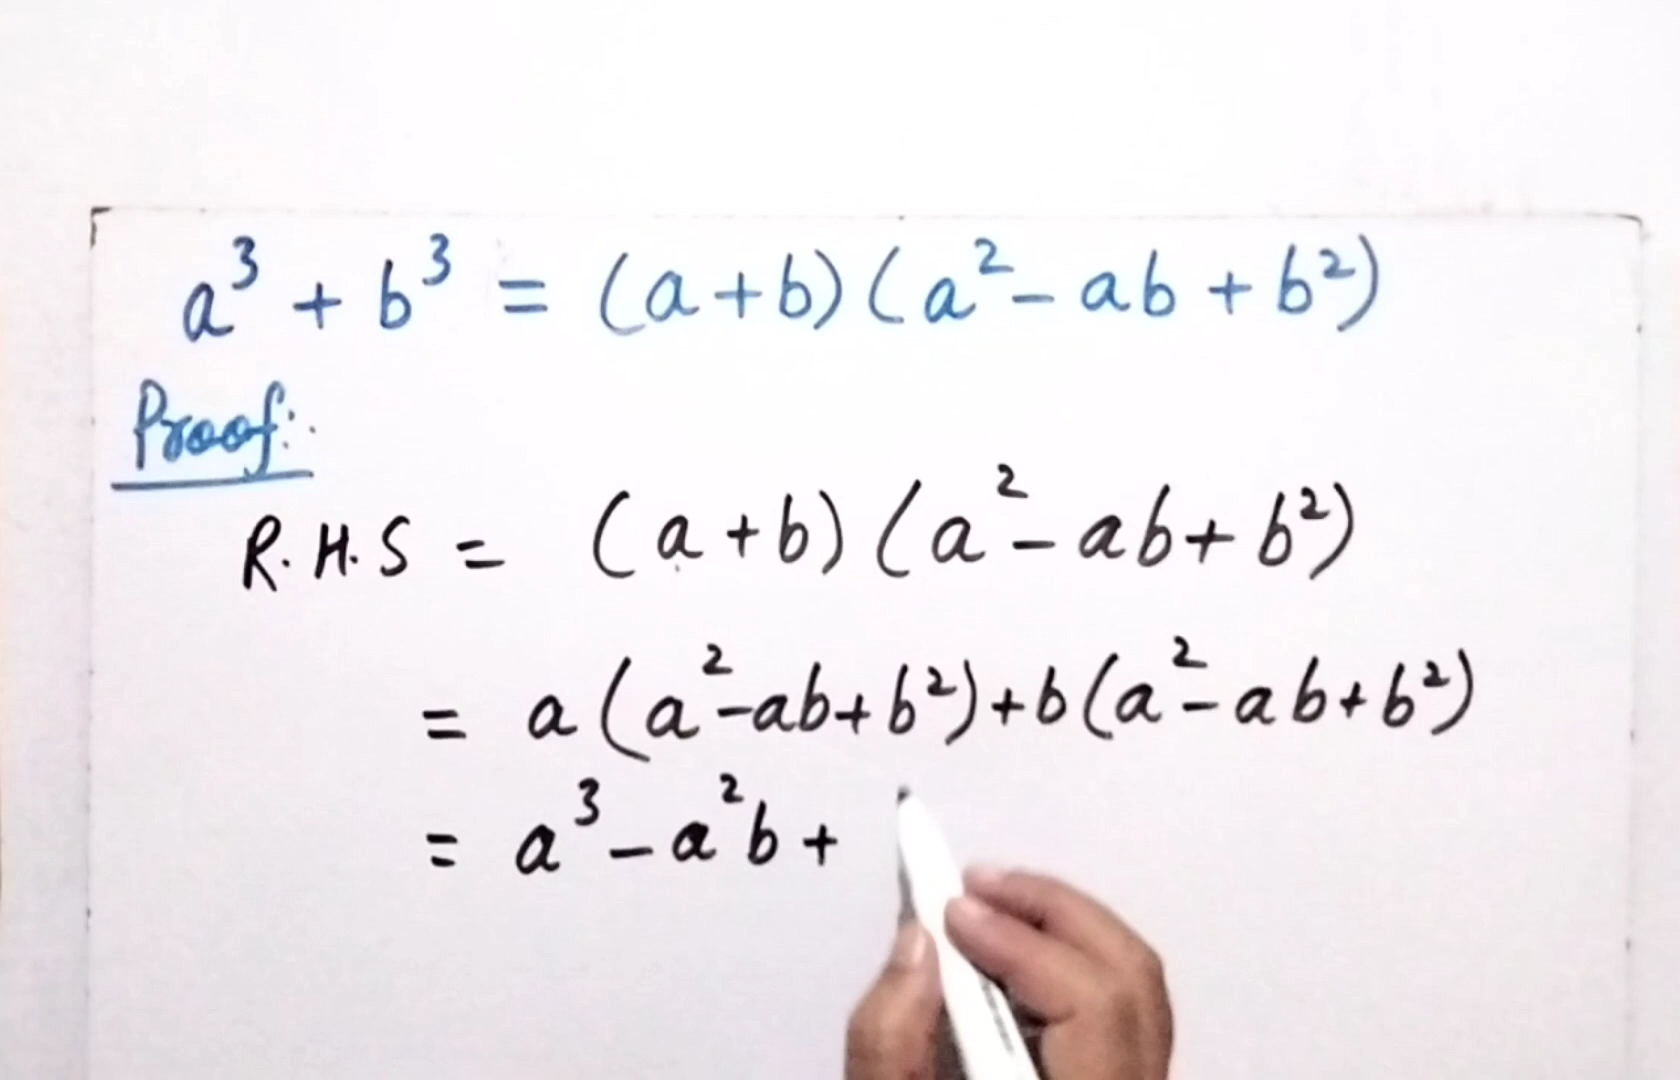 a³ + b³ = (a+b)(a² - ab + b²)
Proof:
R.H.S = (a+b)(a² - ab + b²)
= a(a² - ab + b²) + b(a² - ab + b²)
= a³ - a²b +